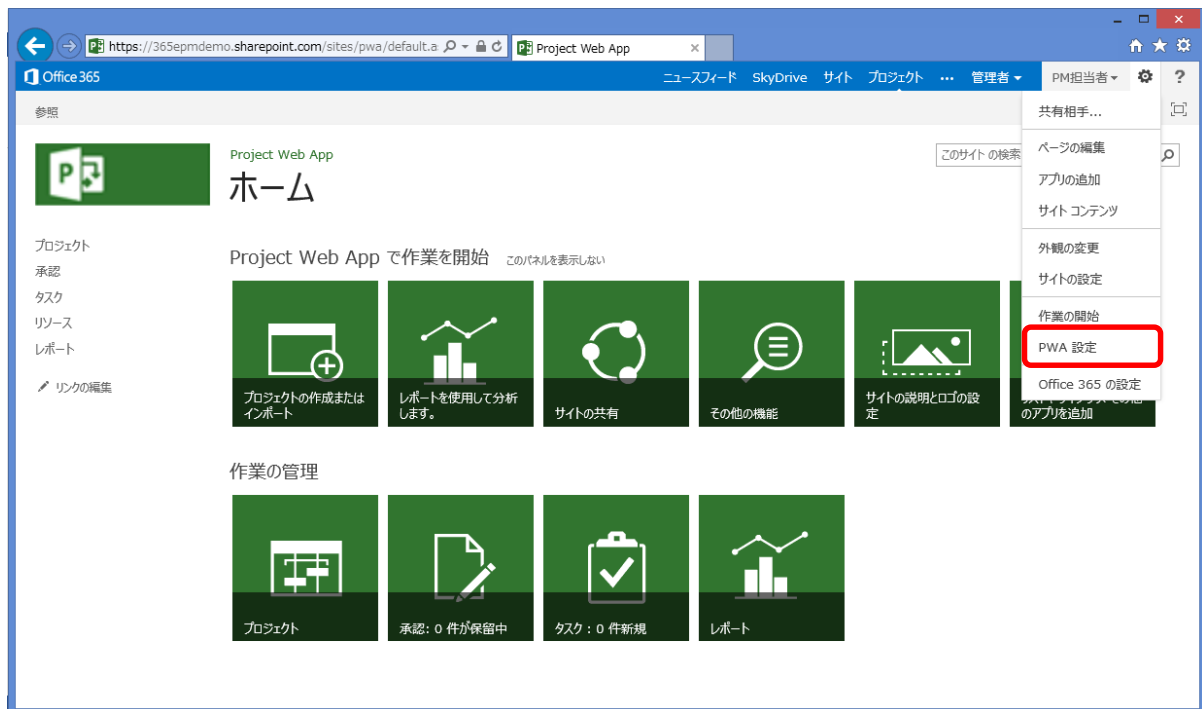 https://365epmdemo.sharepoint.com/sites/pwa/default.a
Project Web App
Office 365
ニュースフィード SkyDrive サイト プロジェクト ... 管理者 PM担当者 ?
参照
共有相手...
ページの編集
アプリの追加
サイト コンテンツ
外観の変更
サイトの設定
作業の開始
PWA 設定
Office 365 の設定
Project Web App
ホーム
このサイト の検索
プロジェクト
承認
タスク
リソース
レポート
リンクの編集
Project Web App で作業を開始 このパネルを表示しない
プロジェクトの作成または
インポート
レポートを使用して分析
します。
サイトの共有
その他の機能
サイトの説明とロゴの設
定
のアプリを追加
作業の管理
プロジェクト
承認: 0 件が保留中
タスク : 0 件新規
レポート